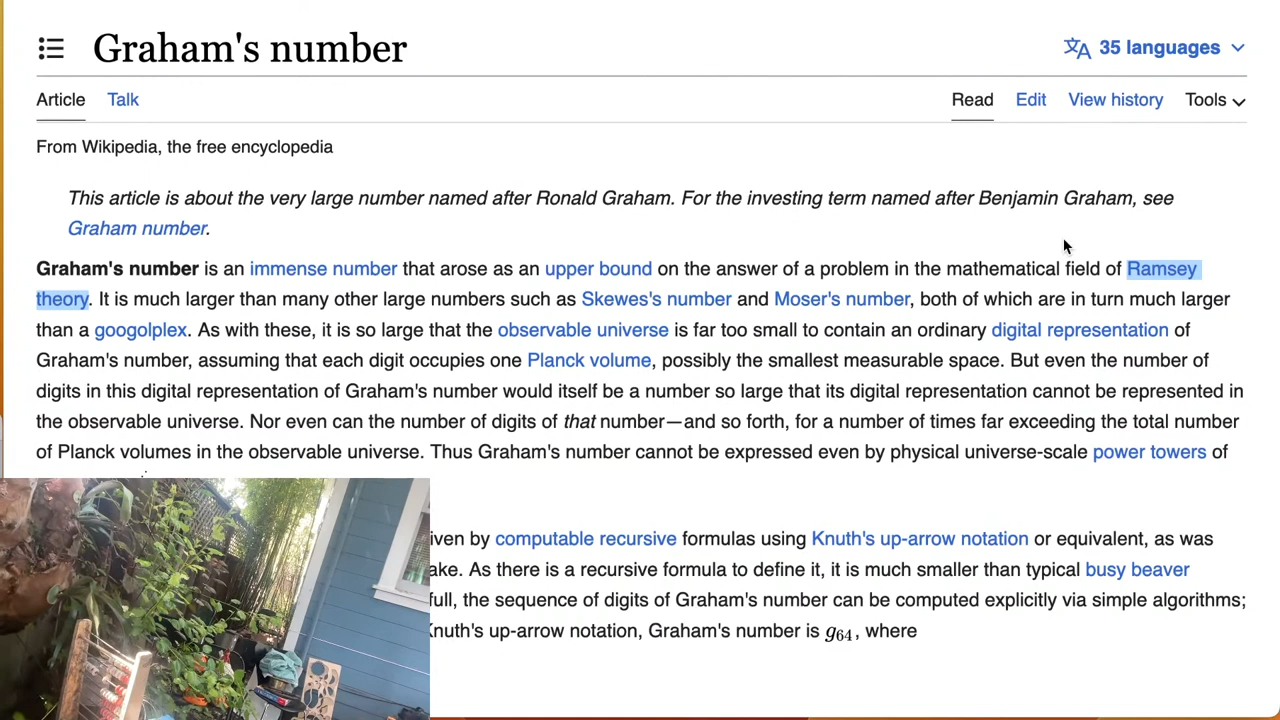 Graham's number
35 languages
Article Talk Read Edit View history Tools
From Wikipedia, the free encyclopedia
This article is about the very large number named after Ronald Graham. For the investing term named after Benjamin Graham, see
Graham number.
Graham's number is an immense number that arose as an upper bound on the answer of a problem in the mathematical field of Ramsey
theory. It is much larger than many other large numbers such as Skewes's number and Moser's number, both of which are in turn much larger
than a googolplex. As with these, it is so large that the observable universe is far too small to contain an ordinary digital representation of
Graham's number, assuming that each digit occupies one Planck volume, possibly the smallest measurable space. But even the number of
digits in this digital representation of Graham's number would itself be a number so large that its digital representation cannot be represented in
the observable universe. Nor even can the number of digits of that number—and so forth, for a number of times far exceeding the total number
of Planck volumes in the observable universe. Thus Graham's number cannot be expressed even by physical universe-scale power towers of
iven by computable recursive formulas using Knuth's up-arrow notation or equivalent, as was
ake. As there is a recursive formula to define it, it is much smaller than typical busy beaver
full, the sequence of digits of Graham's number can be computed explicitly via simple algorithms;
Knuth's up-arrow notation, Graham's number is g₆₄, where